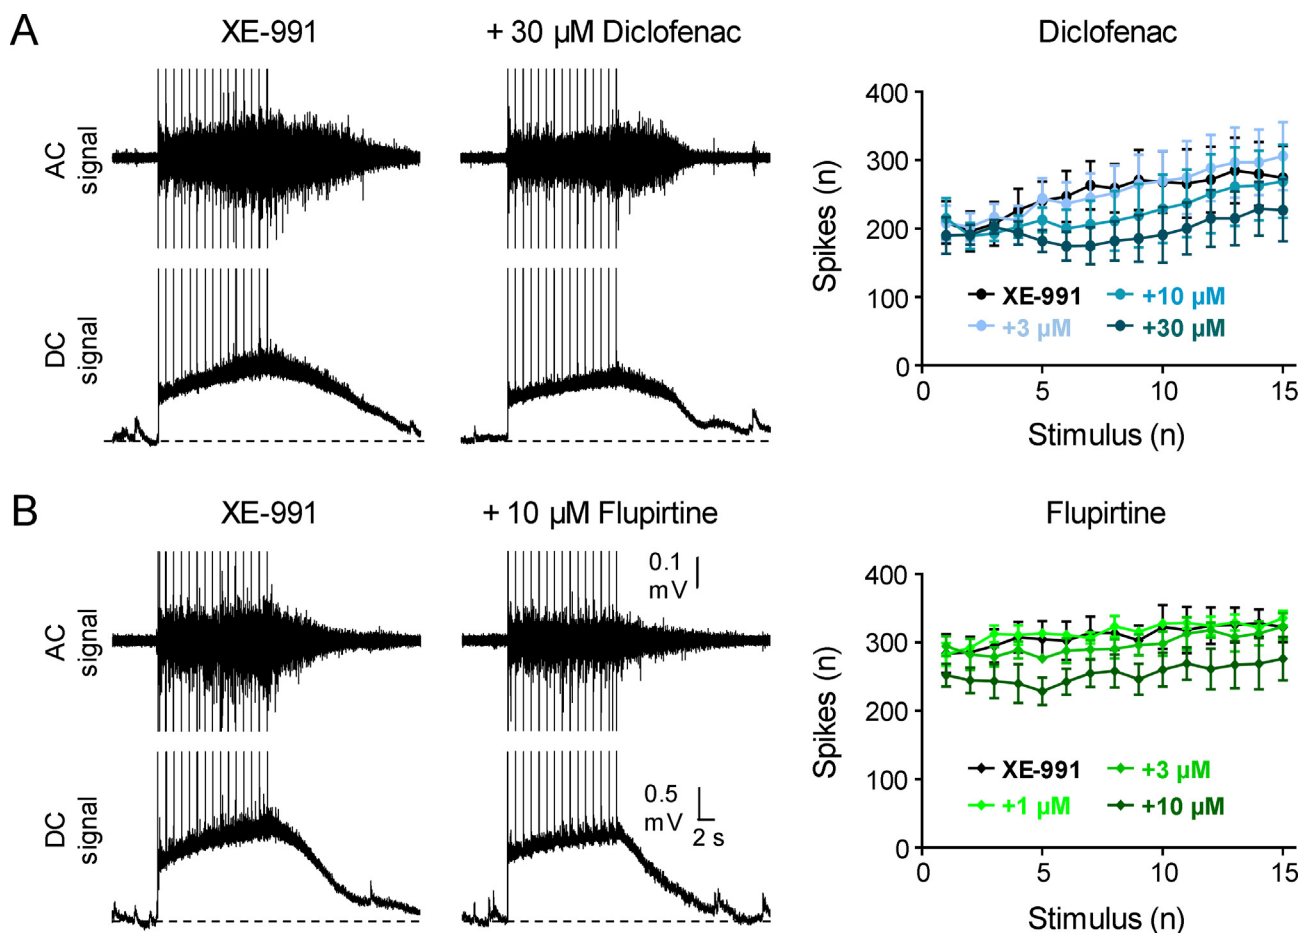 A
XE-991
+ 30 µM Diclofenac
Diclofenac
AC
signal
DC
signal
400
300
200
100
0
Spikes (n)
XE-991
+10 µM
+3 µM
+30 µM
0
5
10
15
Stimulus (n)
B
XE-991
+ 10 µM Flupirtine
Flupirtine
AC
signal
0.1
mV
DC
signal
0.5
mV
2 s
400
300
200
100
0
Spikes (n)
XE-991
+3 µM
+1 µM
+10 µM
0
5
10
15
Stimulus (n)